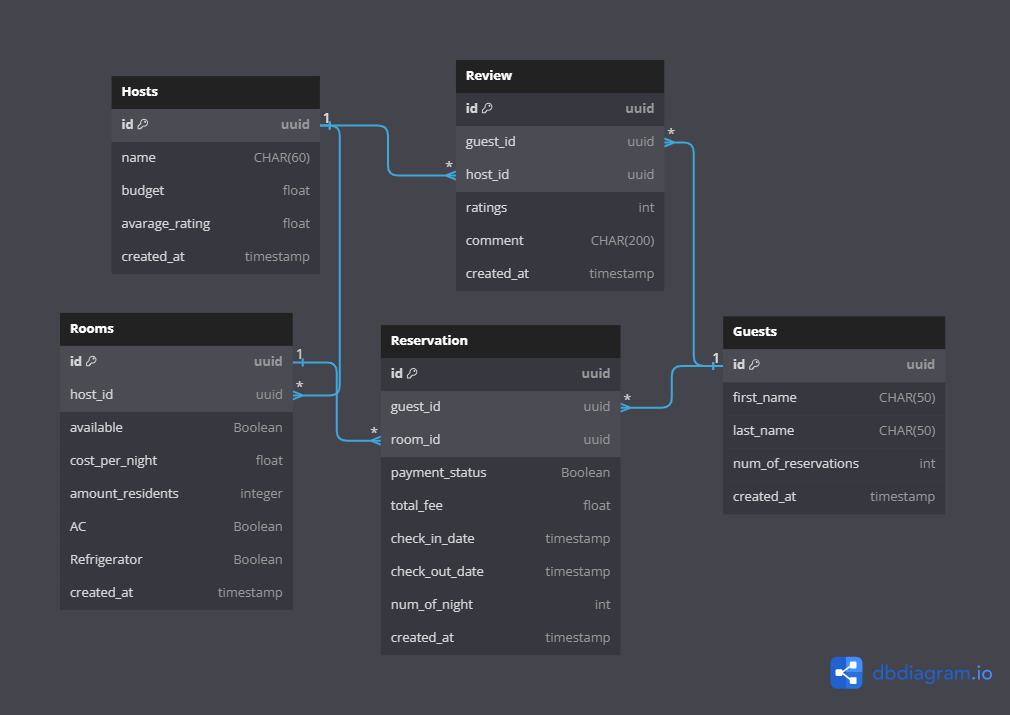 Hosts
id uuid
name CHAR(60)
budget float
avarage_rating float
created_at timestamp
1
*
Review
id uuid
guest_id uuid
host_id uuid
ratings int
comment CHAR(200)
created_at timestamp
*
Rooms
id uuid
host_id uuid
available Boolean
cost_per_night float
amount_residents integer
AC Boolean
Refrigerator Boolean
created_at timestamp
1
*
*
Reservation
id uuid
guest_id uuid
room_id uuid
payment_status Boolean
total_fee float
check_in_date timestamp
check_out_date timestamp
num_of_night int
created_at timestamp
*
1
Guests
id uuid
first_name CHAR(50)
last_name CHAR(50)
num_of_reservations int
created_at timestamp
dbdiagram.io